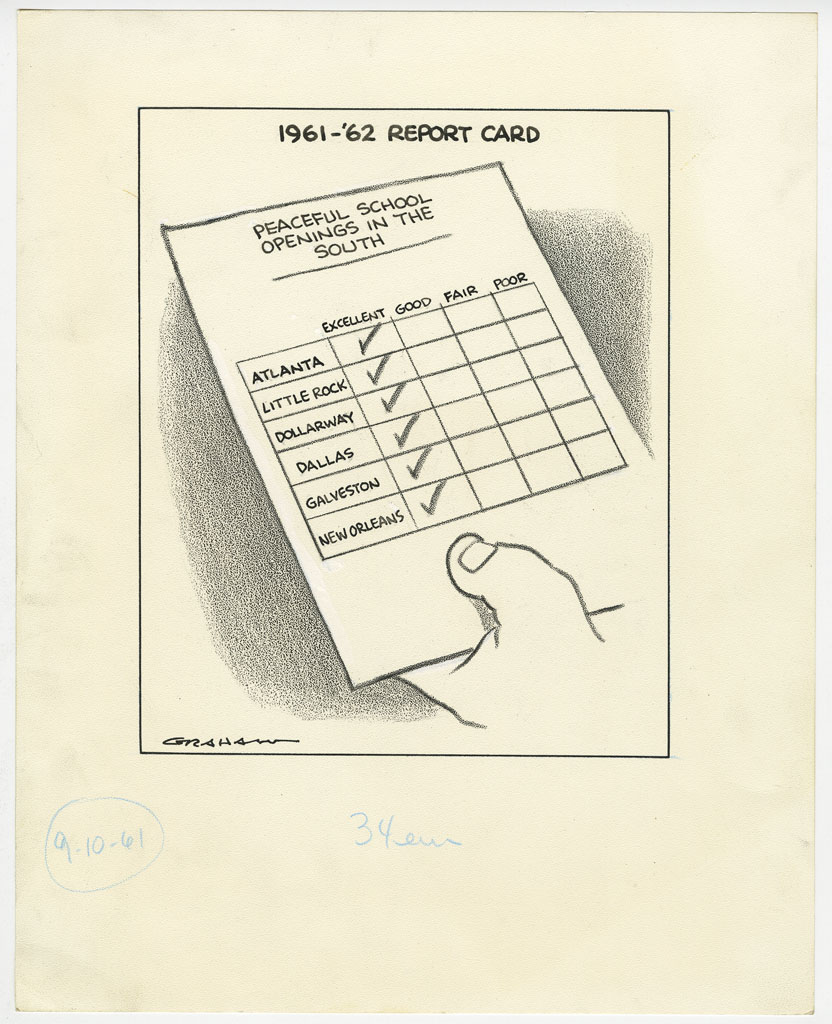 1961-'62 REPORT CARD
PEACEFUL SCHOOL
OPENINGS IN THE
SOUTH
EXCELLENT GOOD FAIR POOR
ATLANTA
LITTLE ROCK
DOLLARWAY
DALLAS
GALVESTON
NEW ORLEANS
GRAHAM
9-10-61
34em